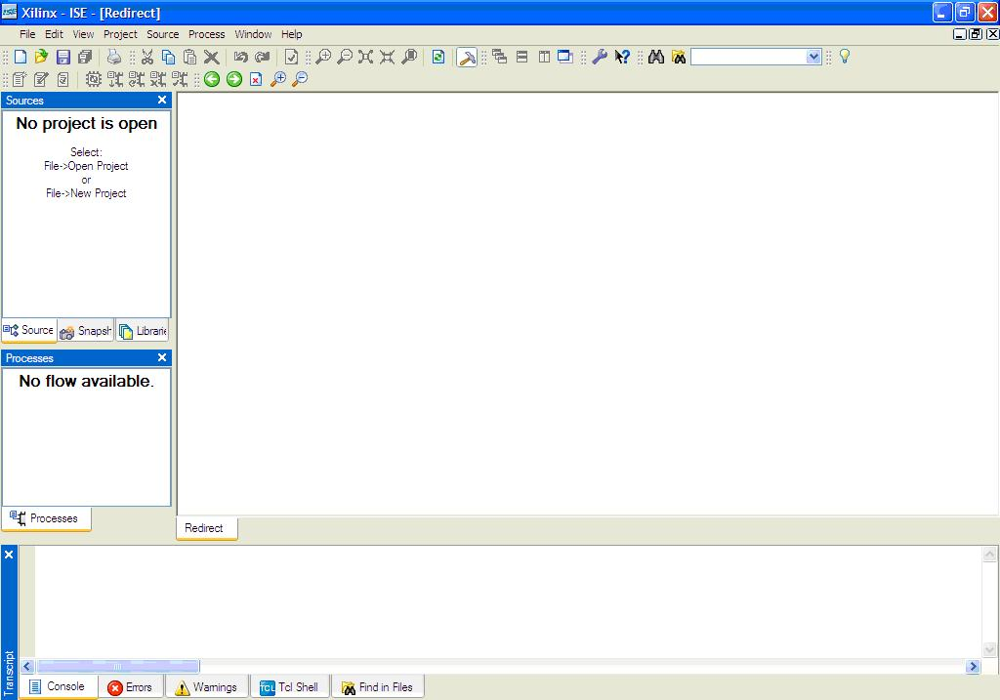 ISE Xilinx - ISE - [Redirect]
File Edit View Project Source Process Window Help
Sources
No project is open
Select:
File->Open Project
or
File->New Project
Source Snapsh Librarie
Processes
No flow available.
Processes
Redirect
Transcript
Console Errors Warnings TCL Tcl Shell Find in Files